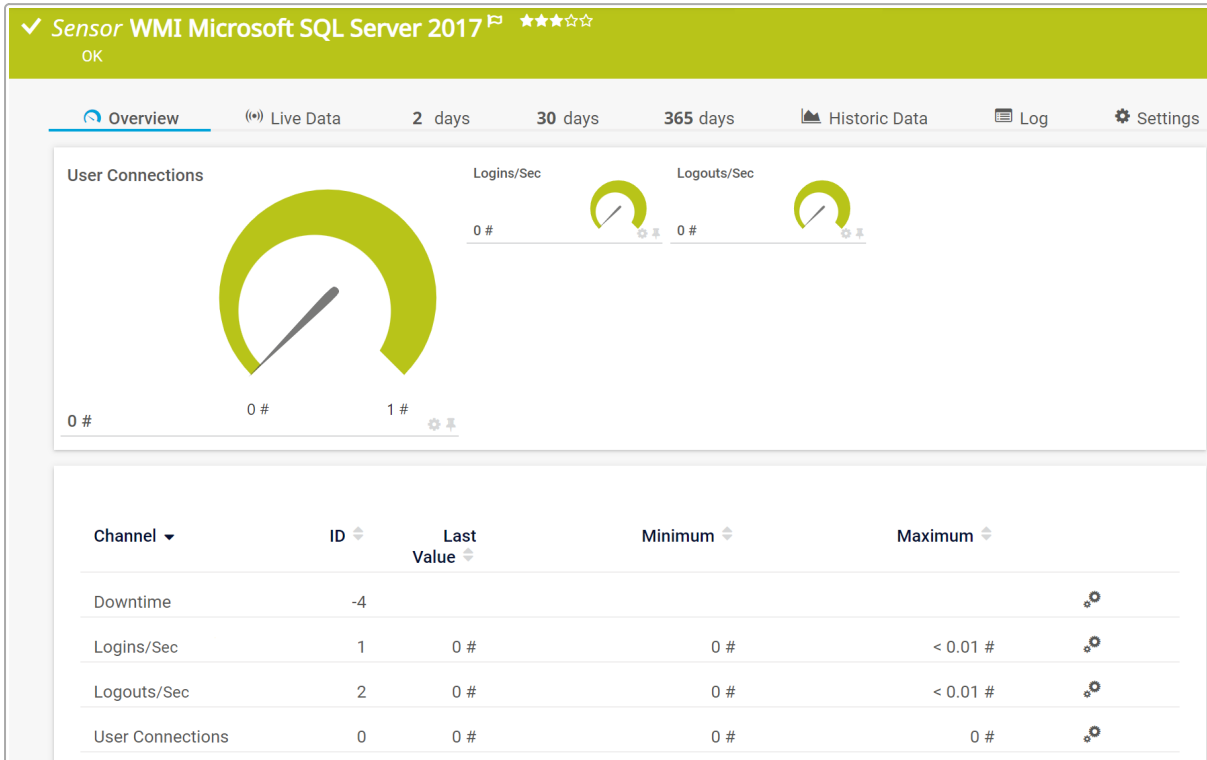 Sensor WMI Microsoft SQL Server 2017
OK
Overview Live Data 2 days 30 days 365 days Historic Data Log Settings
User Connections
0 #
1 #
0 #
Logins/Sec
0 #
Logouts/Sec
0 #
Channel ID Last Value Minimum Maximum
Downtime -4
Logins/Sec 1 0 # 0 # < 0.01 #
Logouts/Sec 2 0 # 0 # < 0.01 #
User Connections 0 0 # 0 # 0 #